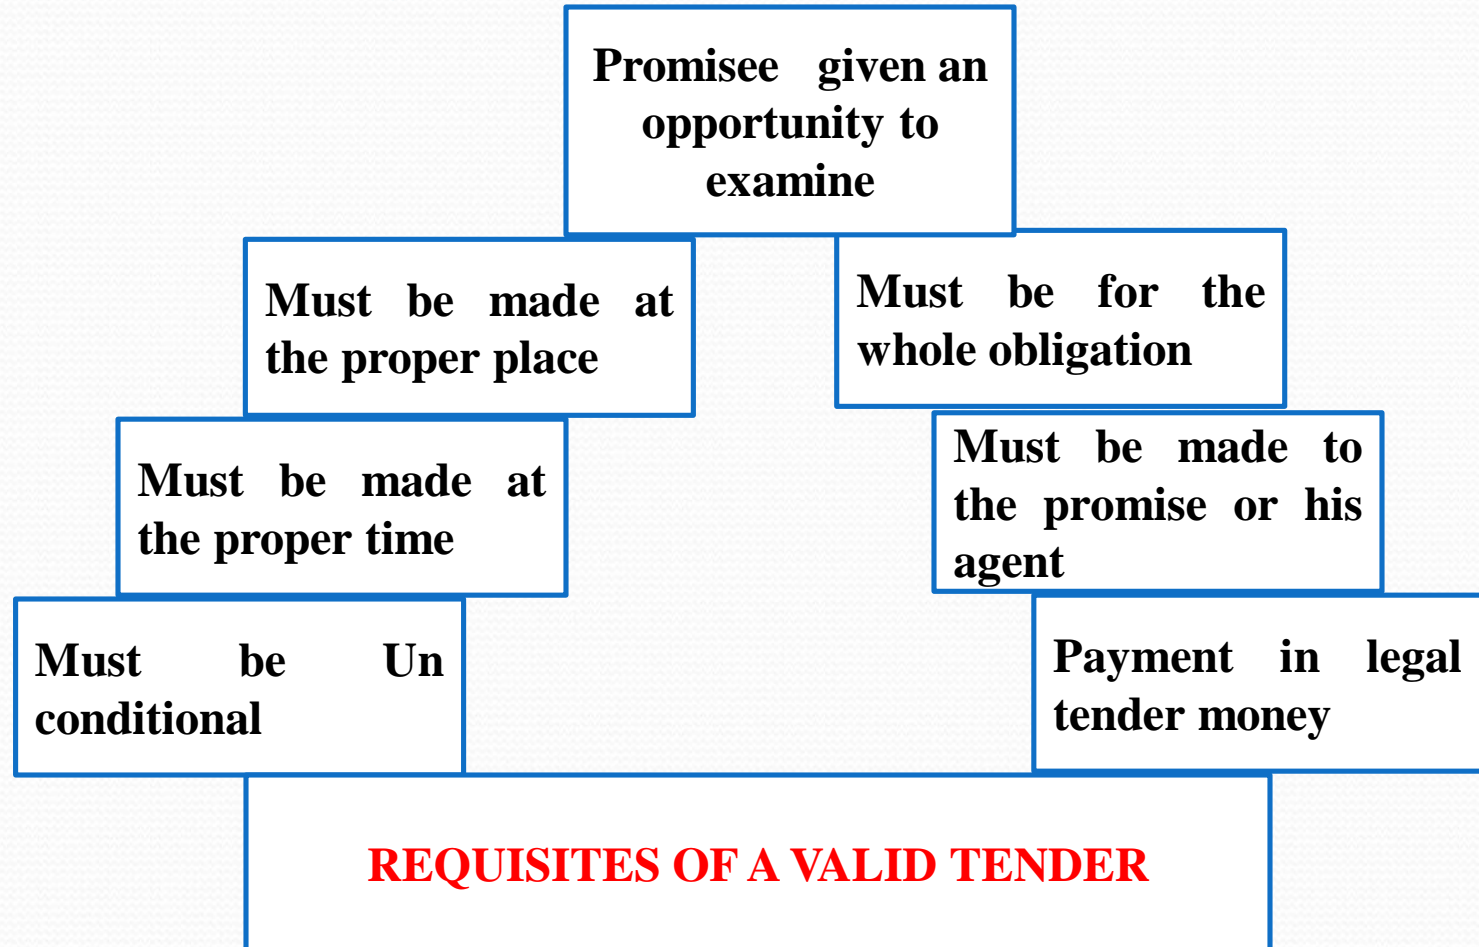 Promisee given an
opportunity to
examine
Must be made at
the proper place
Must be for the
whole obligation
Must be made at
the proper time
Must be made to
the promise or his
agent
Must be Un
conditional
Payment in legal
tender money
REQUISITES OF A VALID TENDER